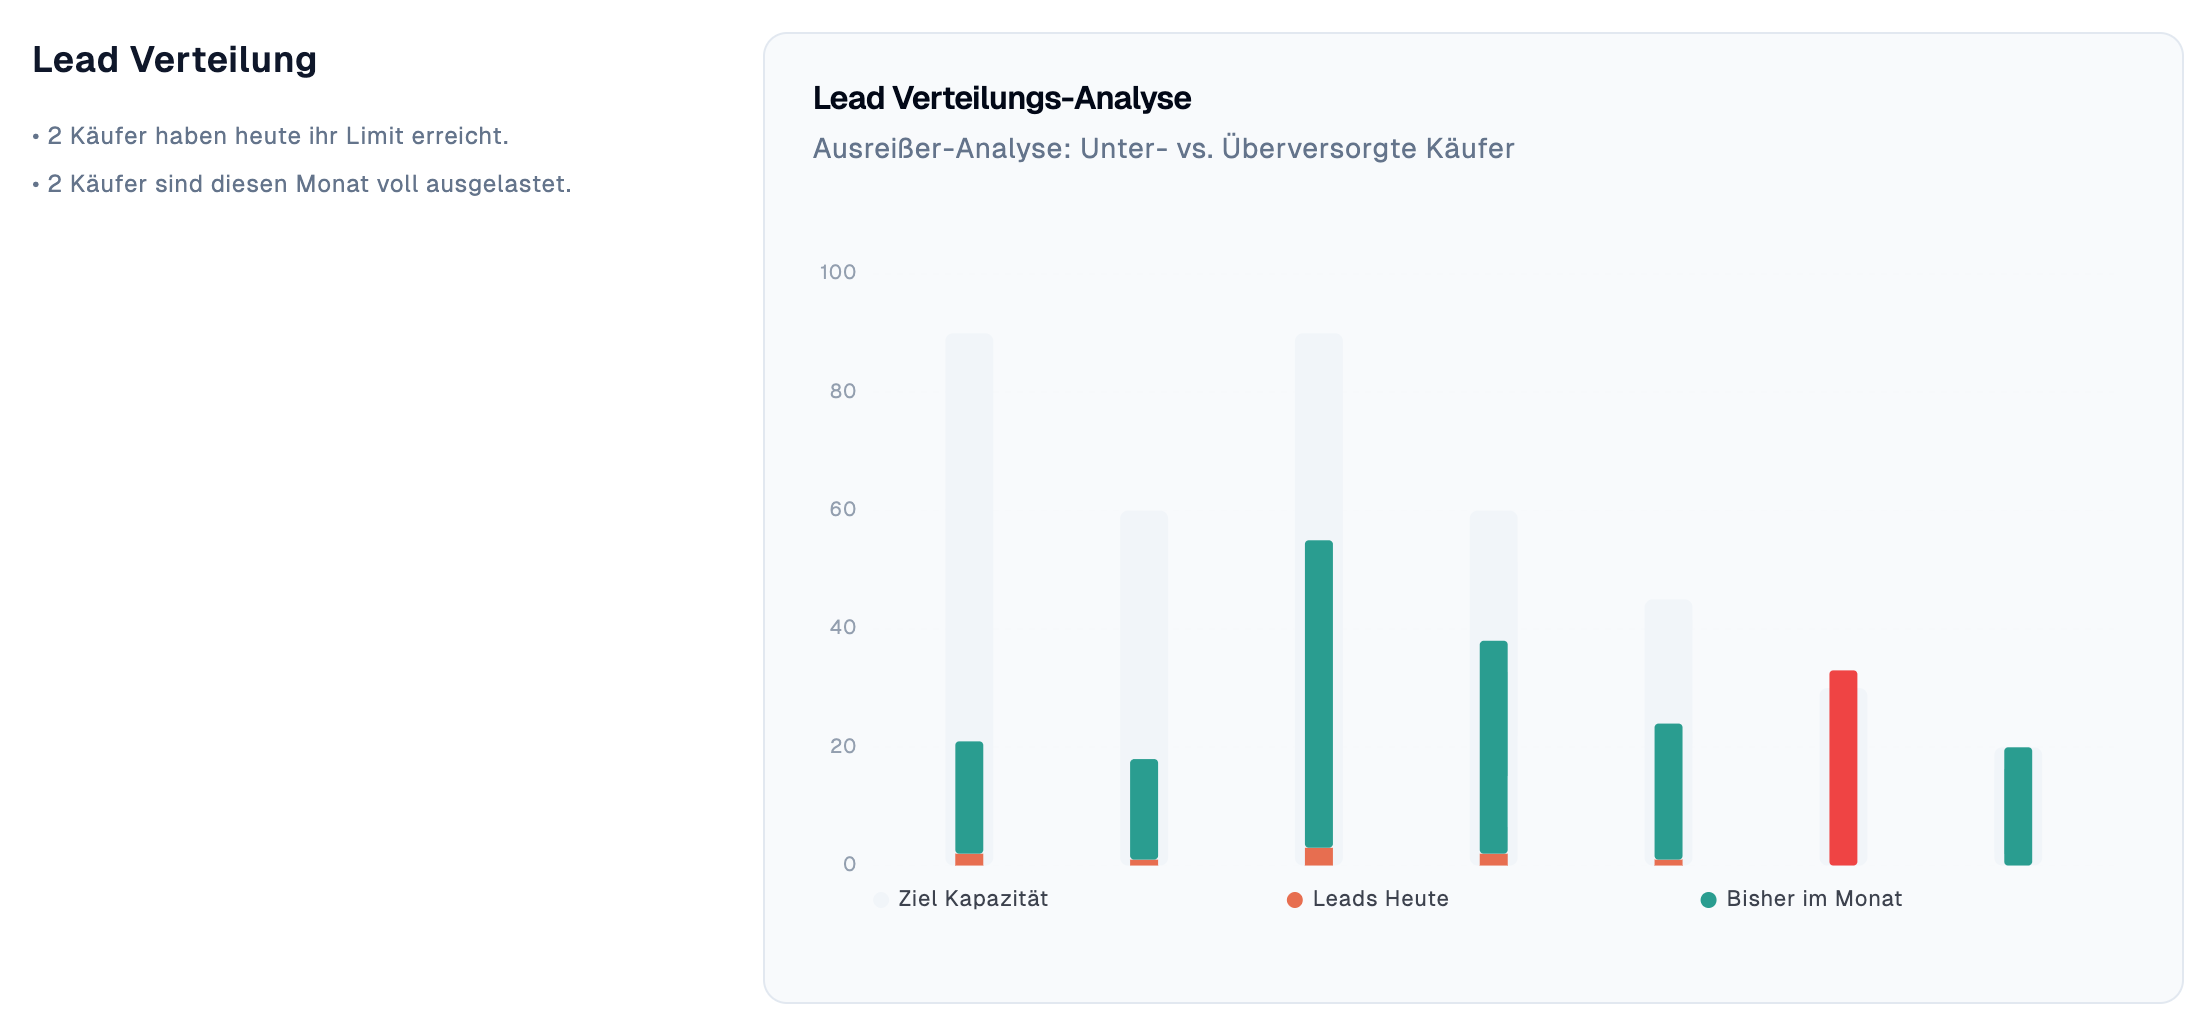 Lead Verteilung
• 2 Käufer haben heute ihr Limit erreicht.
• 2 Käufer sind diesen Monat voll ausgelastet.
Lead Verteilungs-Analyse
Ausreißer-Analyse: Unter- vs. Überversorgte Käufer
100
80
60
40
20
0
Ziel Kapazität
Leads Heute
Bisher im Monat